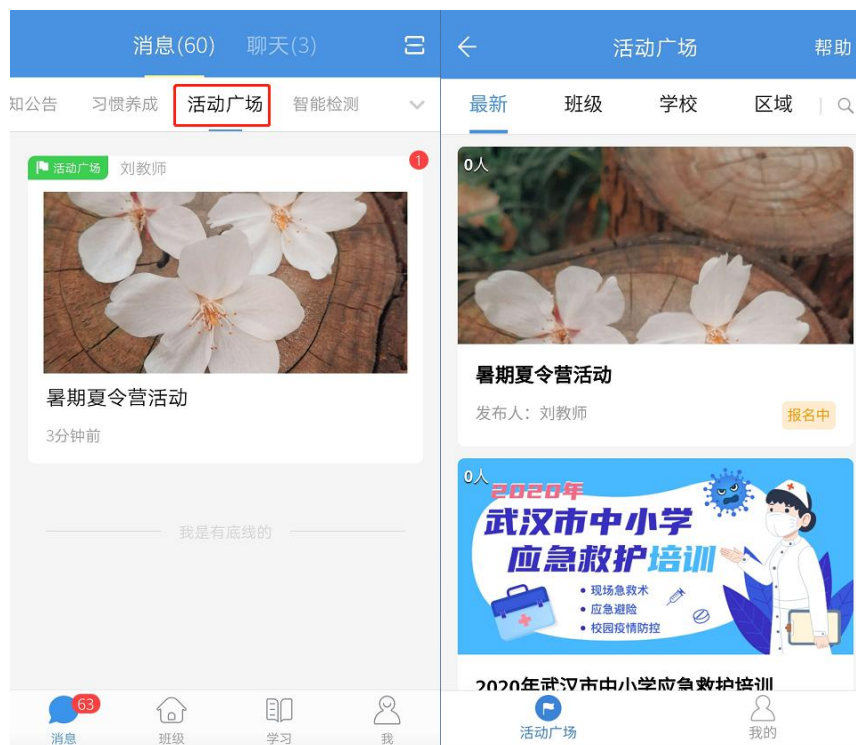 消息(60) 聊天(3)
知公告 习惯养成 活动广场 智能检测
活动广场 刘教师 1
暑期夏令营活动
3分钟前
我是有底线的
63
消息 班级 学习 我
活动广场 帮助
最新 班级 学校 区域
0人
暑期夏令营活动
发布人：刘教师 报名中
0人
2020年
武汉市中小学
应急救护培训
• 现场急救术
• 应急避险
• 校园疫情防控
2020年武汉市中小学应急救护培训
活动广场 我的